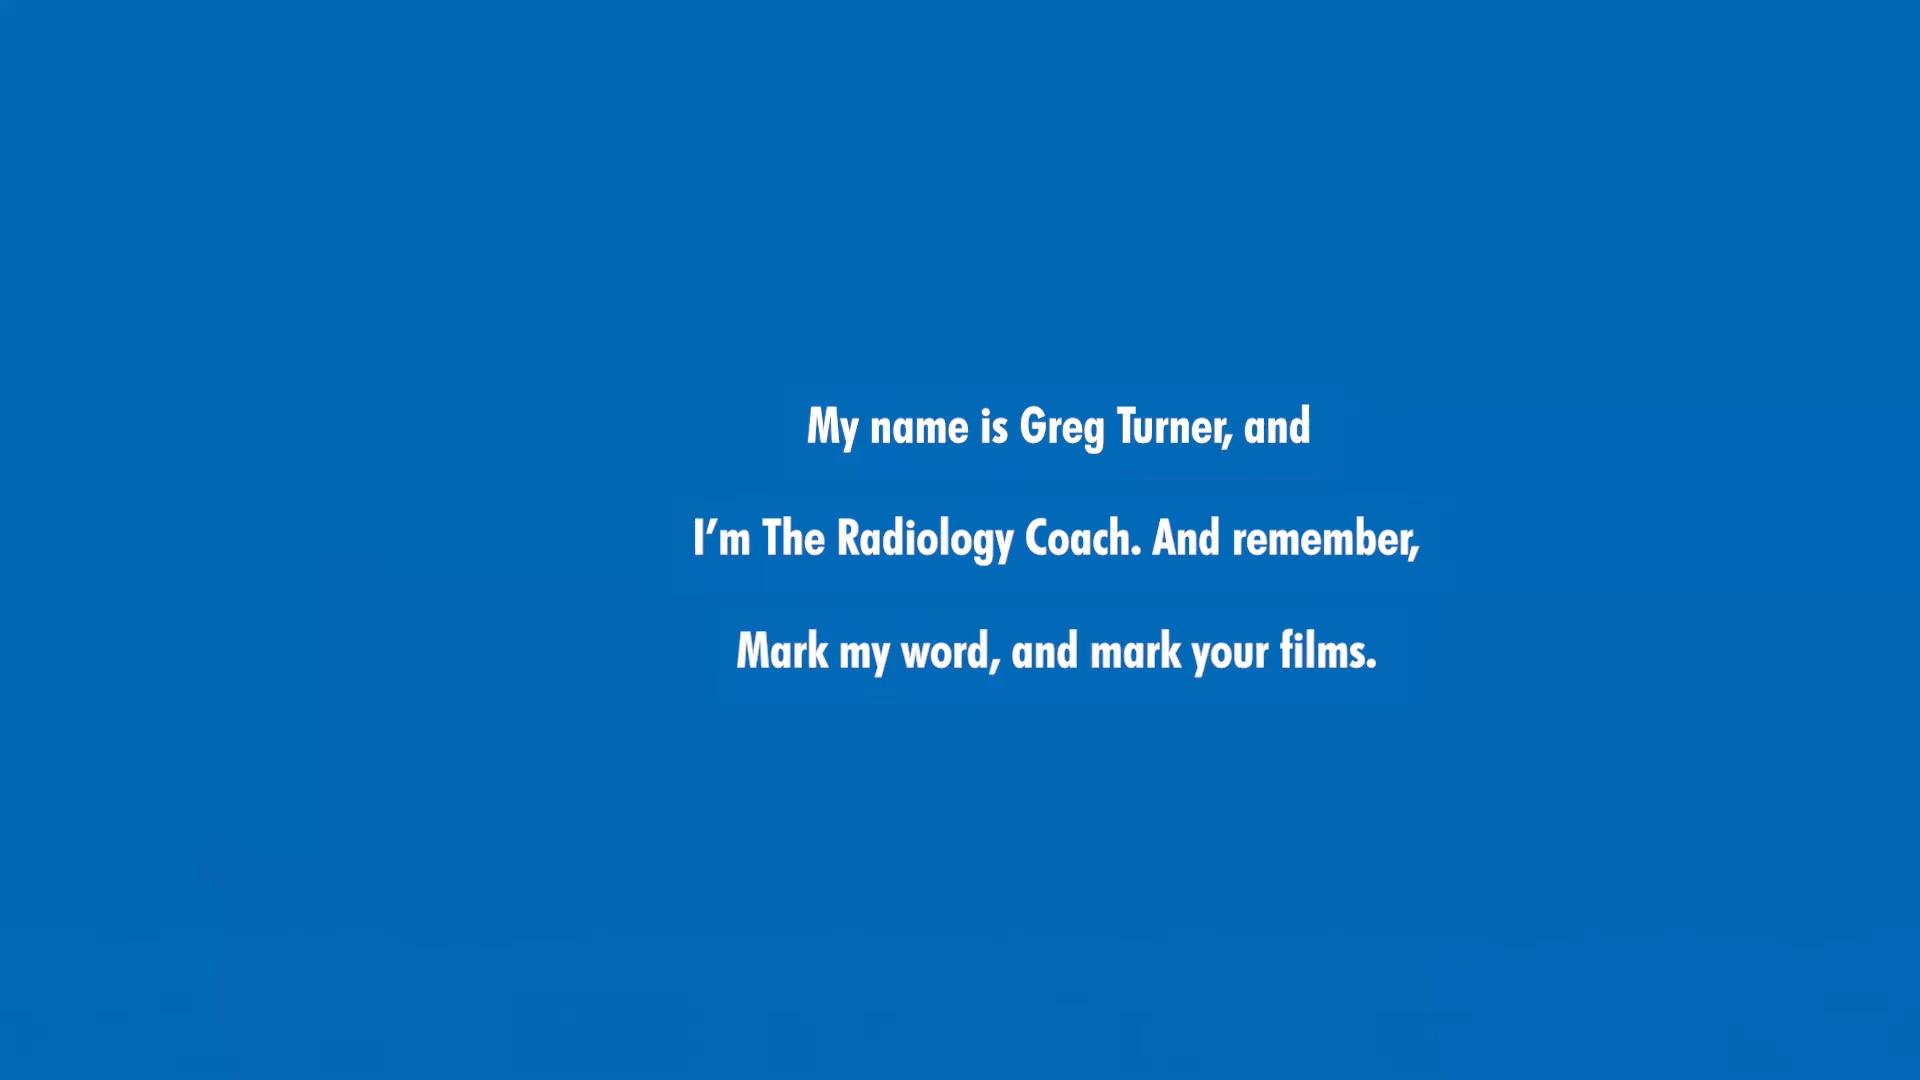 My name is Greg Turner, and
I’m The Radiology Coach. And remember,
Mark my word, and mark your films.